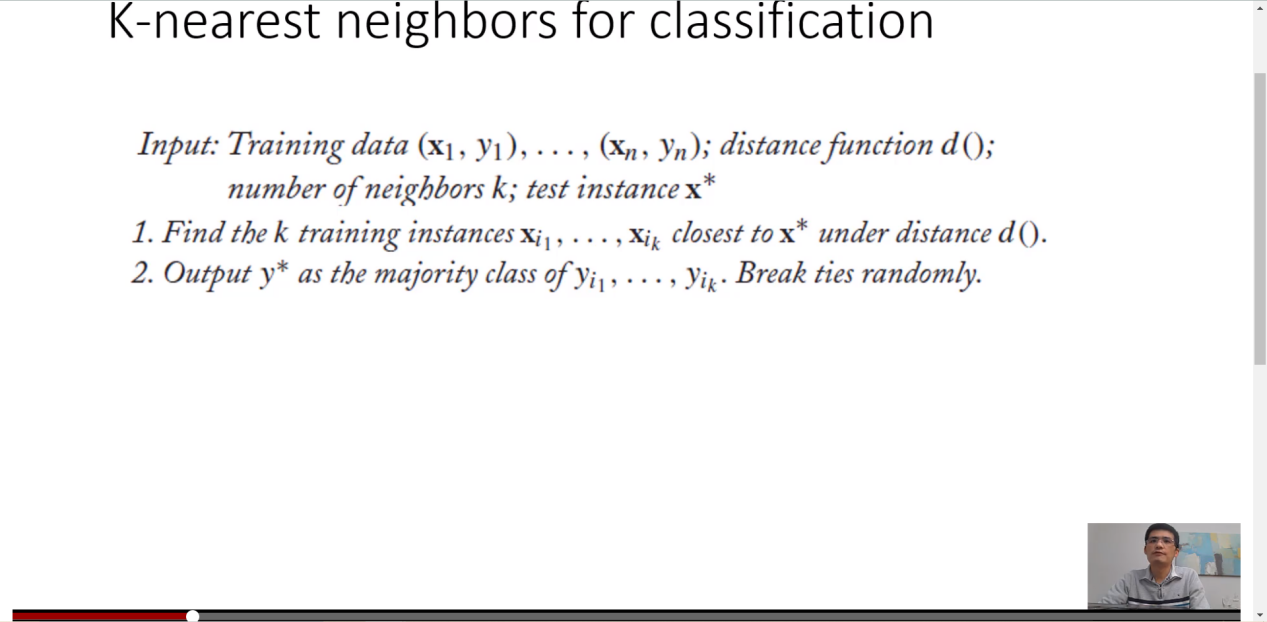 K-nearest neighbors for classification
Input: Training data (x₁, y₁), . . . , (xₙ, yₙ); distance function d();
number of neighbors k; test instance x*
1. Find the k training instances xᵢ₁, . . . , xᵢₖ closest to x* under distance d().
2. Output y* as the majority class of yᵢ₁, . . . , yᵢₖ. Break ties randomly.